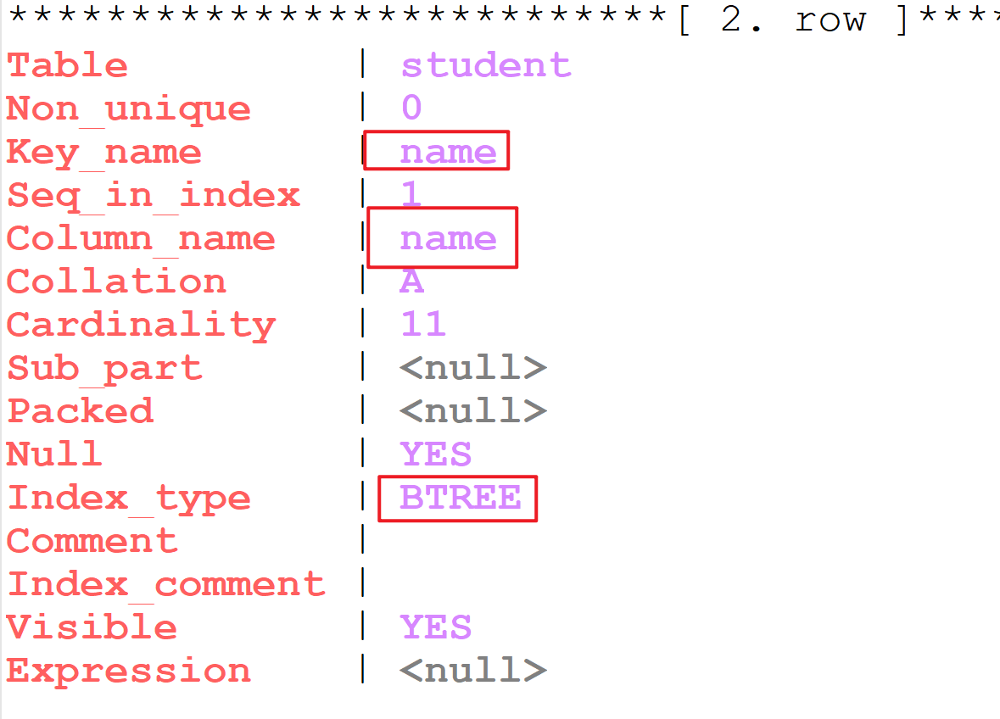 ***************************[ 2. row ]****
Table | student
Non_unique | 0
Key_name | name
Seq_in_index | 1
Column_name | name
Collation | A
Cardinality | 11
Sub_part | <null>
Packed | <null>
Null | YES
Index_type | BTREE
Comment |
Index_comment |
Visible | YES
Expression | <null>